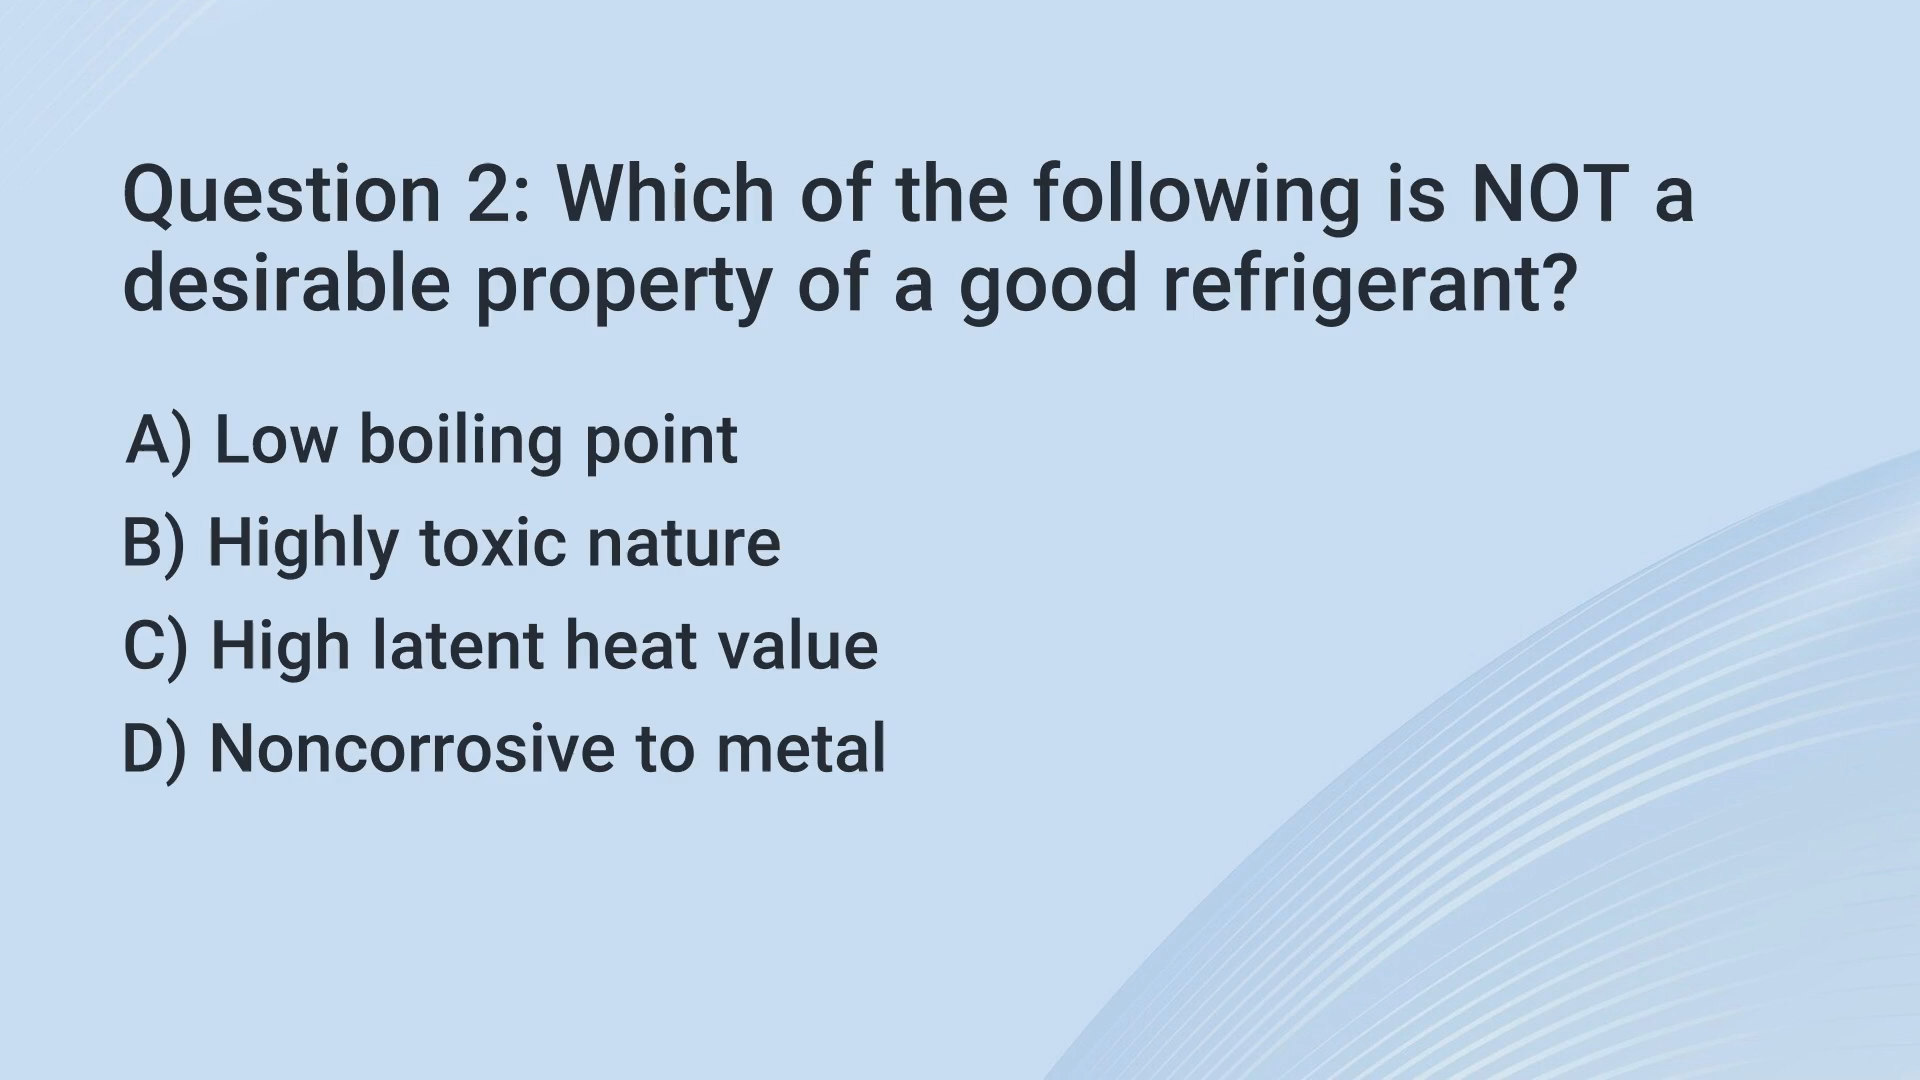 Question 2: Which of the following is NOT a
desirable property of a good refrigerant?
A) Low boiling point
B) Highly toxic nature
C) High latent heat value
D) Noncorrosive to metal